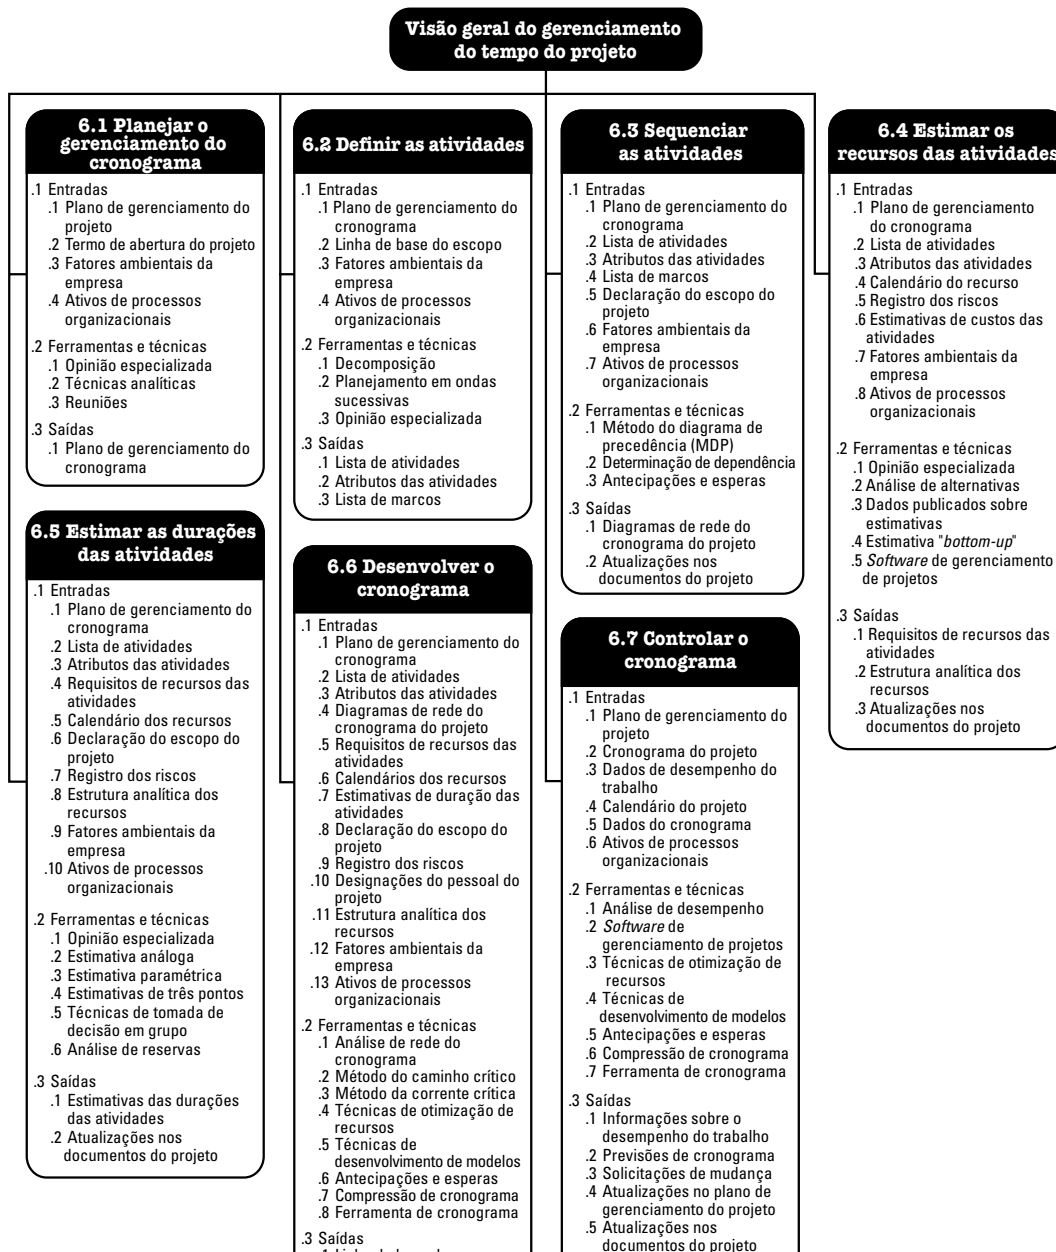 Visão geral do gerenciamento
do tempo do projeto
6.1 Planejar o
gerenciamento do
cronograma
.1 Entradas
.1 Plano de gerenciamento do
projeto
.2 Termo de abertura do projeto
.3 Fatores ambientais da
empresa
.4 Ativos de processos
organizacionais
.2 Ferramentas e técnicas
.1 Opinião especializada
.2 Técnicas analíticas
.3 Reuniões
.3 Saídas
.1 Plano de gerenciamento do
cronograma
6.2 Definir as atividades
.1 Entradas
.1 Plano de gerenciamento do
cronograma
.2 Linha de base do escopo
.3 Fatores ambientais da
empresa
.4 Ativos de processos
organizacionais
.2 Ferramentas e técnicas
.1 Decomposição
.2 Planejamento em ondas
sucessivas
.3 Opinião especializada
.3 Saídas
.1 Lista de atividades
.2 Atributos das atividades
.3 Lista de marcos
6.3 Sequenciar
as atividades
.1 Entradas
.1 Plano de gerenciamento do
cronograma
.2 Lista de atividades
.3 Atributos das atividades
.4 Lista de marcos
.5 Declaração do escopo do
projeto
.6 Fatores ambientais da
empresa
.7 Ativos de processos
organizacionais
.2 Ferramentas e técnicas
.1 Método do diagrama de
precedência (MDP)
.2 Determinação de dependência
.3 Antecipações e esperas
.3 Saídas
.1 Diagramas de rede do
cronograma do projeto
.2 Atualizações nos
documentos do projeto
6.4 Estimar os
recursos das atividades
.1 Entradas
.1 Plano de gerenciamento
do cronograma
.2 Lista de atividades
.3 Atributos das atividades
.4 Calendário do recurso
.5 Registro dos riscos
.6 Estimativas de custos das
atividades
.7 Fatores ambientais da
empresa
.8 Ativos de processos
organizacionais
.2 Ferramentas e técnicas
.1 Opinião especializada
.2 Análise de alternativas
.3 Dados publicados sobre
estimativas
.4 Estimativa "bottom-up"
.5 Software de gerenciamento
de projetos
.3 Saídas
.1 Requisitos de recursos das
atividades
.2 Estrutura analítica dos
recursos
.3 Atualizações nos
documentos do projeto
6.5 Estimar as durações
das atividades
.1 Entradas
.1 Plano de gerenciamento do
cronograma
.2 Lista de atividades
.3 Atributos das atividades
.4 Requisitos de recursos das
atividades
.5 Calendário dos recursos
.6 Declaração do escopo do
projeto
.7 Registro dos riscos
.8 Estrutura analítica dos
recursos
.9 Fatores ambientais da
empresa
.10 Ativos de processos
organizacionais
.2 Ferramentas e técnicas
.1 Opinião especializada
.2 Estimativa análoga
.3 Estimativa paramétrica
.4 Estimativas de três pontos
.5 Técnicas de tomada de
decisão em grupo
.6 Análise de reservas
.3 Saídas
.1 Estimativas das durações
das atividades
.2 Atualizações nos
documentos do projeto
6.6 Desenvolver o
cronograma
.1 Entradas
.1 Plano de gerenciamento do
cronograma
.2 Lista de atividades
.3 Atributos das atividades
.4 Diagramas de rede do
cronograma do projeto
.5 Requisitos de recursos das
atividades
.6 Calendários dos recursos
.7 Estimativas de duração das
atividades
.8 Declaração do escopo do
projeto
.9 Registro dos riscos
.10 Designações do pessoal do
projeto
.11 Estrutura analítica dos
recursos
.12 Fatores ambientais da
empresa
.13 Ativos de processos
organizacionais
.2 Ferramentas e técnicas
.1 Análise de rede do
cronograma
.2 Método do caminho crítico
.3 Método da corrente crítica
.4 Técnicas de otimização de
recursos
.5 Técnicas de
desenvolvimento de modelos
.6 Antecipações e esperas
.7 Compressão de cronograma
.8 Ferramenta de cronograma
.3 Saídas
6.7 Controlar o
cronograma
.1 Entradas
.1 Plano de gerenciamento do
projeto
.2 Cronograma do projeto
.3 Dados de desempenho do
trabalho
.4 Calendário do projeto
.5 Dados do cronograma
.6 Ativos de processos
organizacionais
.2 Ferramentas e técnicas
.1 Análise de desempenho
.2 Software de
gerenciamento de projetos
.3 Técnicas de otimização de
recursos
.4 Técnicas de
desenvolvimento de modelos
.5 Antecipações e esperas
.6 Compressão de cronograma
.7 Ferramenta de cronograma
.3 Saídas
.1 Informações sobre o
desempenho do trabalho
.2 Previsões de cronograma
.3 Solicitações de mudança
.4 Atualizações no plano de
gerenciamento do projeto
.5 Atualizações nos
documentos do projeto